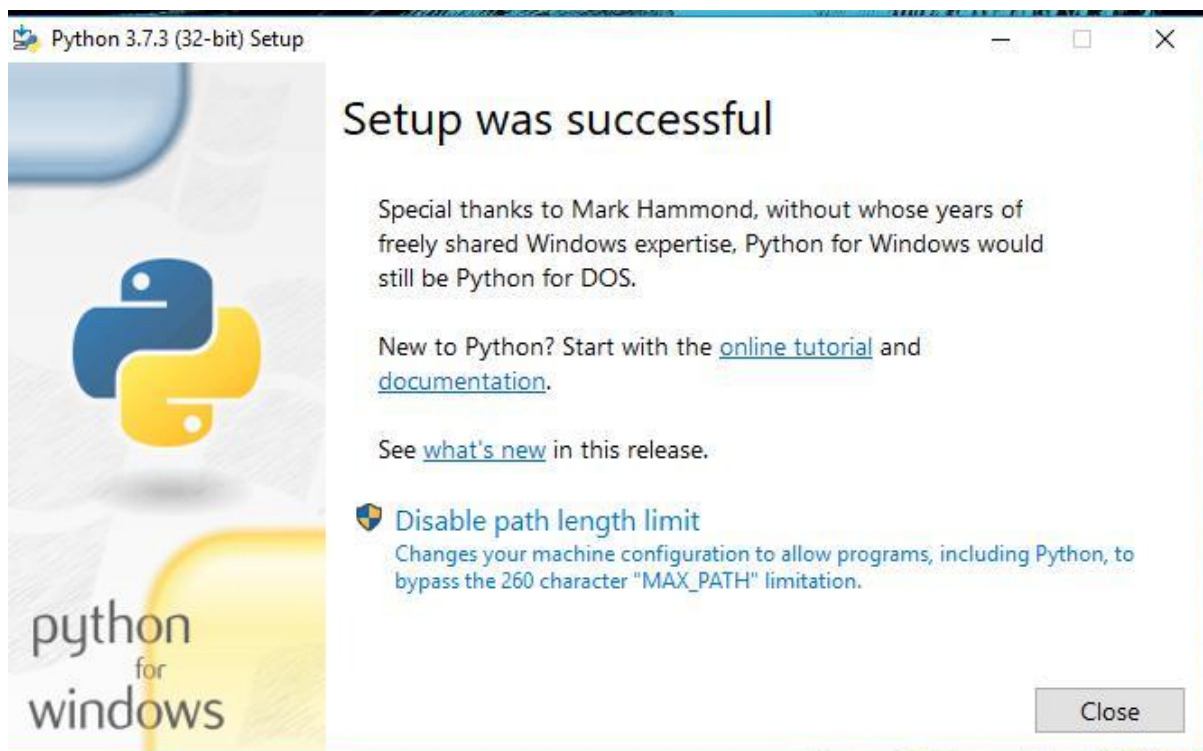 Python 3.7.3 (32-bit) Setup
Setup was successful
Special thanks to Mark Hammond, without whose years of
freely shared Windows expertise, Python for Windows would
still be Python for DOS.
New to Python? Start with the online tutorial and
documentation.
See what's new in this release.
Disable path length limit
Changes your machine configuration to allow programs, including Python, to
bypass the 260 character "MAX_PATH" limitation.
python
for
windows
Close